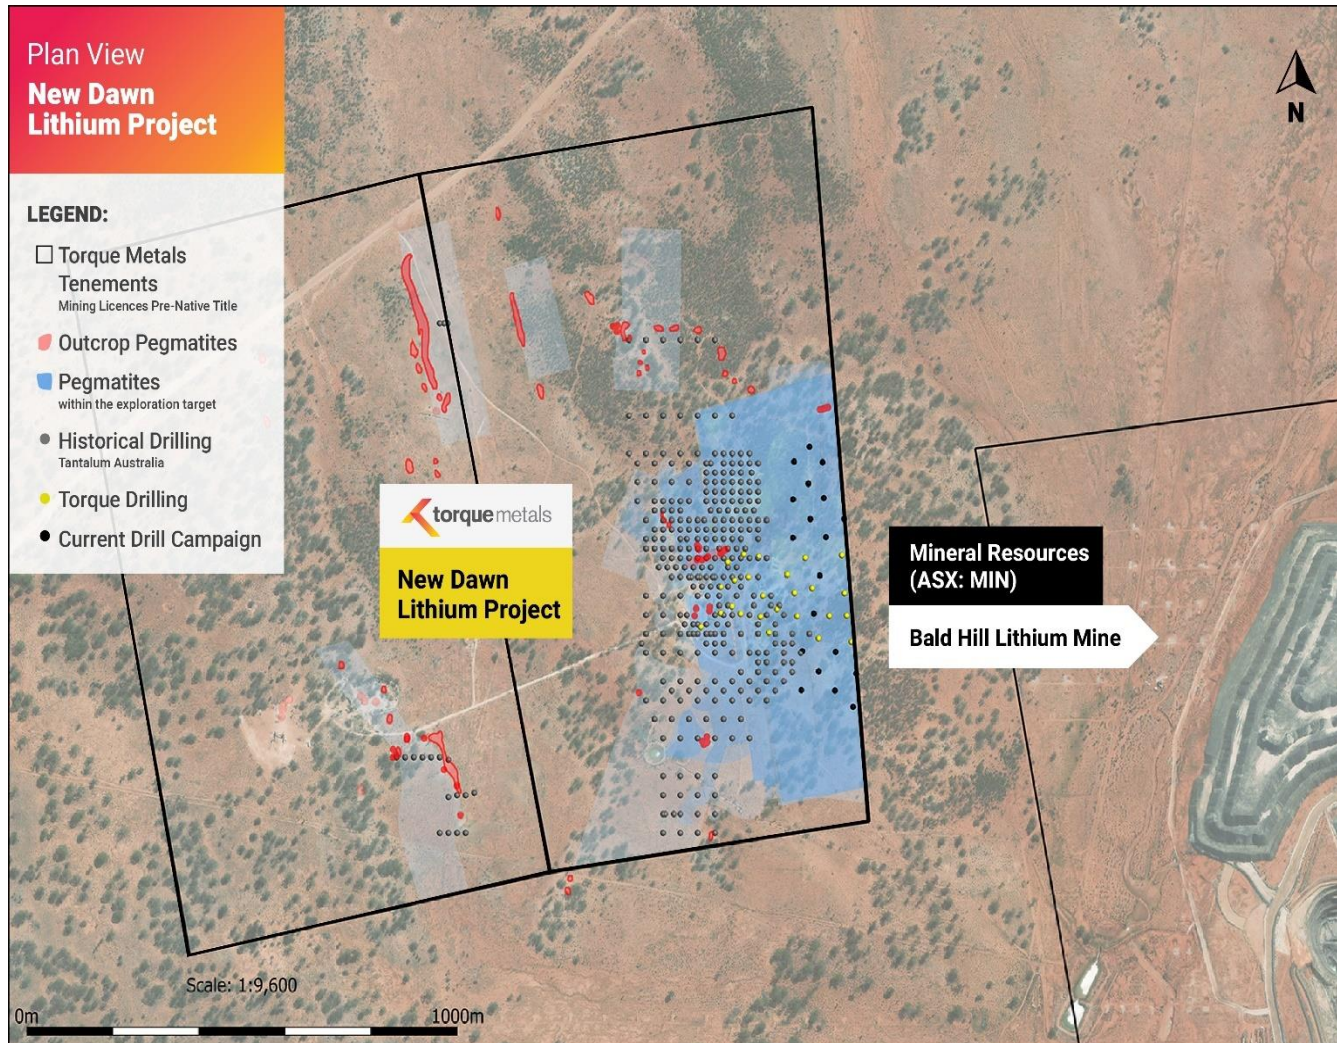 Plan View
New Dawn
Lithium Project
N
LEGEND:
Torque Metals
Tenements
Mining Licences Pre-Native Title
Outcrop Pegmatites
Pegmatites
within the exploration target
Historical Drilling
Tantalum Australia
Torque Drilling
Current Drill Campaign
torquemetals
New Dawn
Lithium Project
Mineral Resources
(ASX: MIN)
Bald Hill Lithium Mine
Scale: 1:9,600
0m
1000m